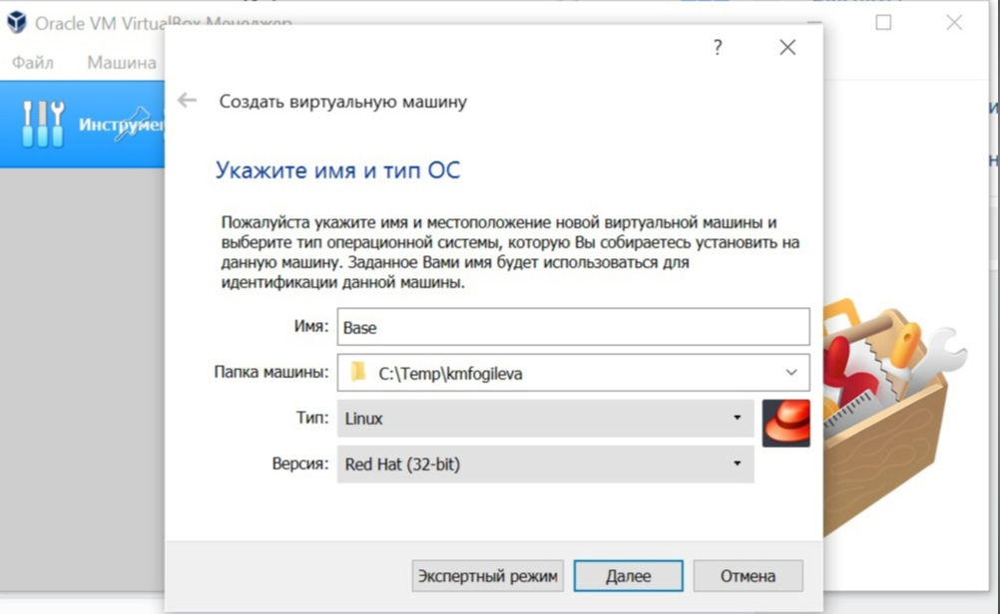 Oracle VM VirtualBox Менеджер
Файл Машина
Инструмен
?
Создать виртуальную машину
Укажите имя и тип ОС
Пожалуйста укажите имя и местоположение новой виртуальной машины и
выберите тип операционной системы, которую Вы собираетесь установить на
данную машину. Заданное Вами имя будет использоваться для
идентификации данной машины.
Имя: Base
Папка машины: C:\Temp\kmfogileva
Тип: Linux
Версия: Red Hat (32-bit)
Экспертный режим Далее Отмена